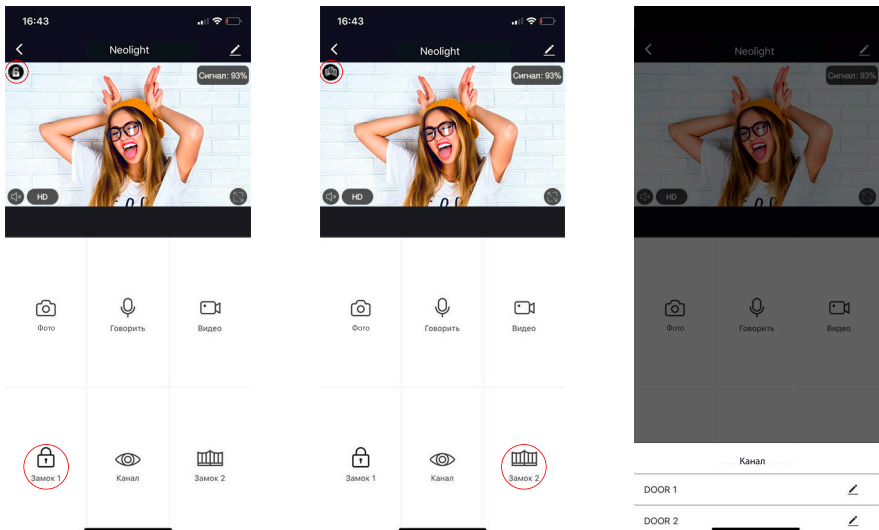 16:43
Neolight
Сигнал: 93%
HD
Фото
Говорить
Видео
Замок 1
Канал
Замок 2
16:43
Neolight
Сигнал: 93%
HD
Фото
Говорить
Видео
Замок 1
Канал
Замок 2
Neolight
Сигнал: 93%
HD
Фото
Говорить
Видео
Канал
DOOR 1
DOOR 2